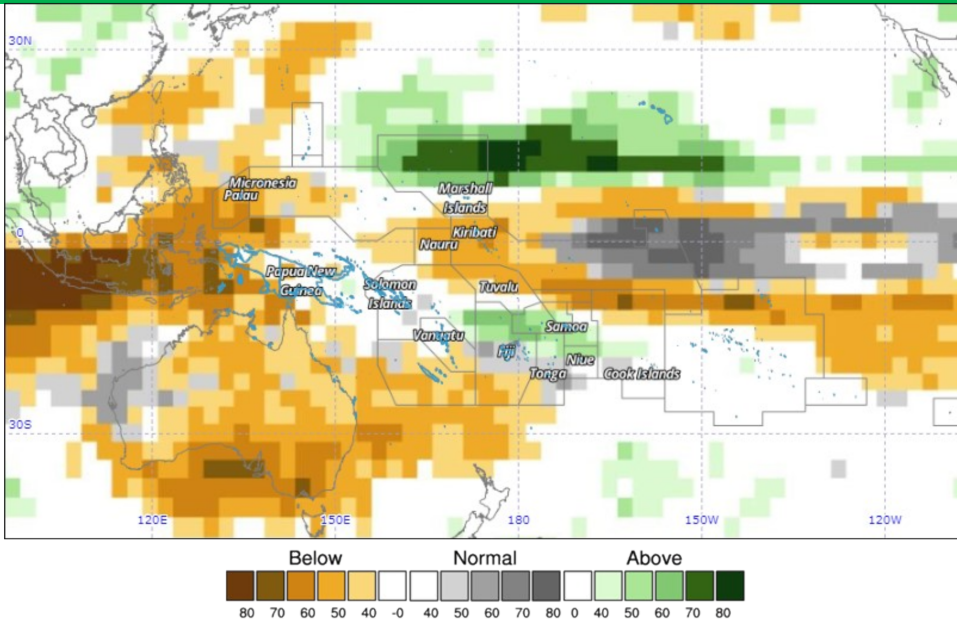 30N
Micronesia
Palau
Marshall
Islands
0
Kiribati
Nauru
Papua New
Guinea
Solomon
Islands
Tuvalu
Samoa
Vanuatu
Fiji
Niue
Tonga
Cook Islands
30S
120E
150E
180
150W
120W
Below
Normal
Above
80 70 60 50 40 -0 40 50 60 70 80 0 40 50 60 70 80